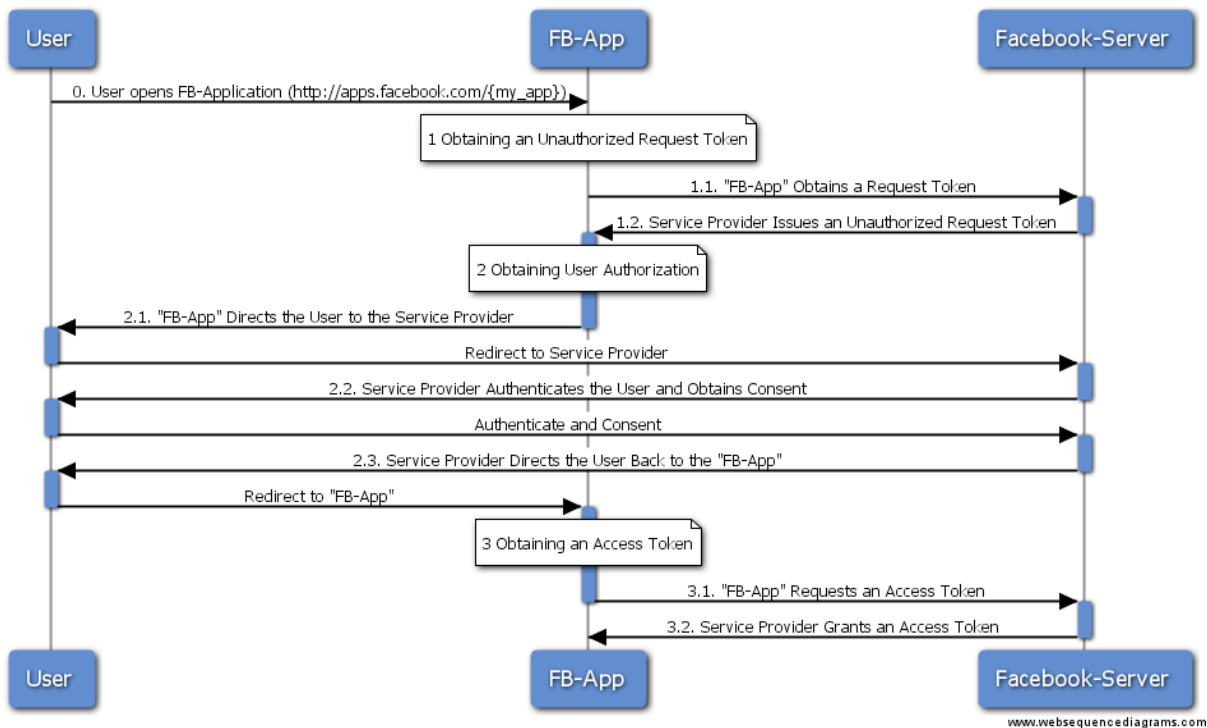 User
FB-App
Facebook-Server
0. User opens FB-Application (http://apps.facebook.com/{my_app})
1 Obtaining an Unauthorized Request Token
1.1. "FB-App" Obtains a Request Token
1.2. Service Provider Issues an Unauthorized Request Token
2 Obtaining User Authorization
2.1. "FB-App" Directs the User to the Service Provider
Redirect to Service Provider
2.2. Service Provider Authenticates the User and Obtains Consent
Authenticate and Consent
2.3. Service Provider Directs the User Back to the "FB-App"
Redirect to "FB-App"
3 Obtaining an Access Token
3.1. "FB-App" Requests an Access Token
3.2. Service Provider Grants an Access Token
User
FB-App
Facebook-Server
www.websequencediagrams.com